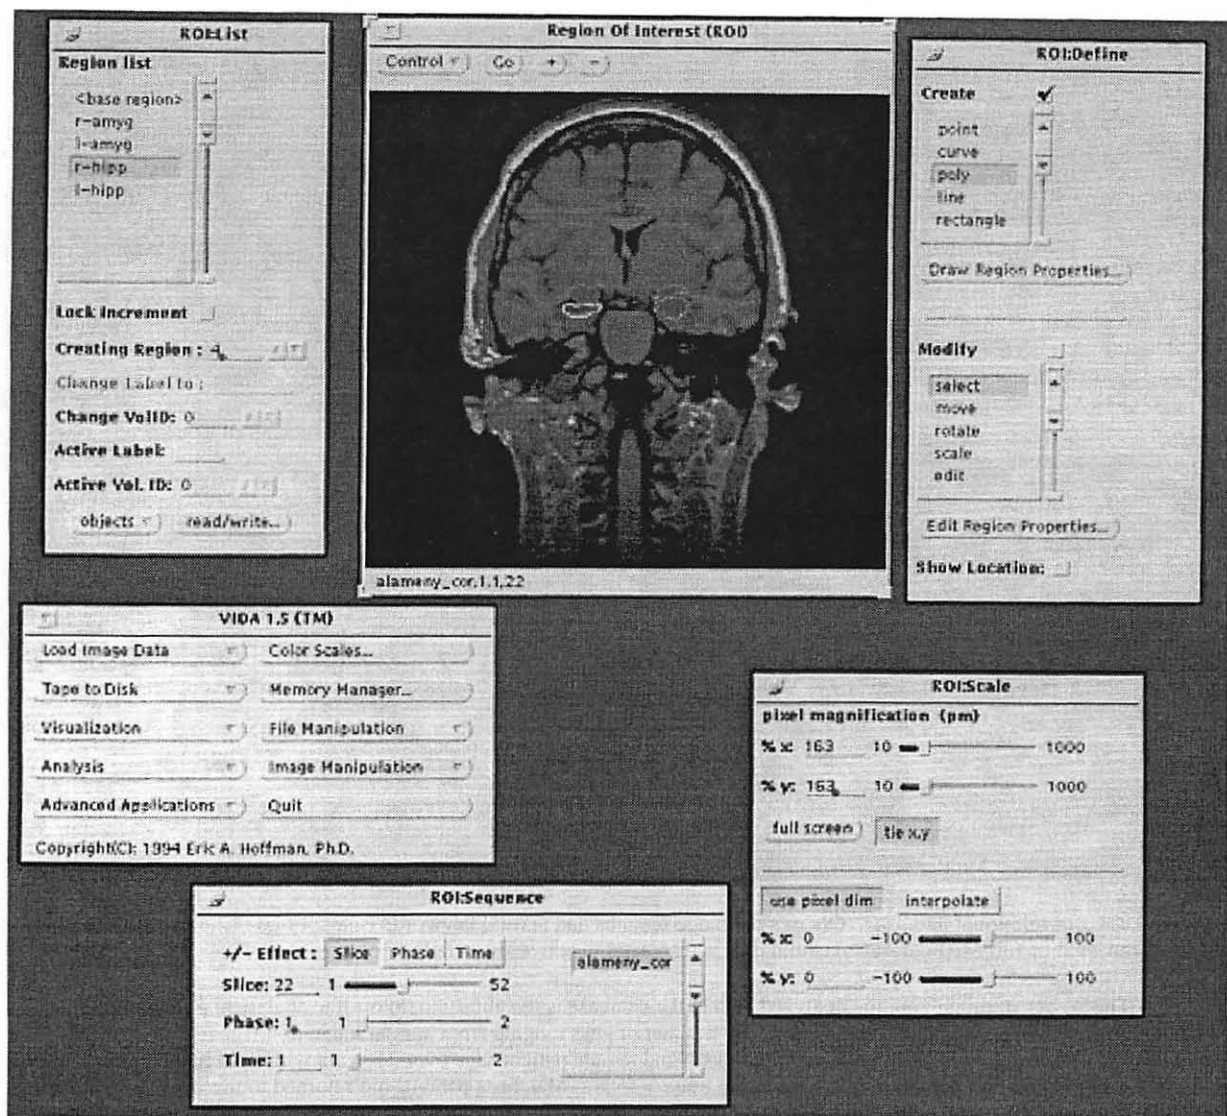 ROI:List
Region list
<base region>
r-amyg
l-amyg
r-hipp
l-hipp
Lock Increment
Creating Region : 4
Change Label to :
Change VolID: 0
Active Label:
Active Vol. ID: 0
objects
read/write...
Region Of Interest (ROI)
Control
Go
+
-
alameny_cor.1.1.22
ROI:Define
Create
point
curve
poly
line
rectangle
Draw Region Properties...
Modify
select
move
rotate
scale
edit
Edit Region Properties...
Show Location:
VIDA 1.5 (TM)
Load Image Data
Color Scales...
Tape to Disk
Memory Manager...
Visualization
File Manipulation
Analysis
Image Manipulation
Advanced Applications
Quit
Copyright(C): 1994 Eric A. Hoffman, Ph.D.
ROI:Scale
pixel magnification (pm)
% x: 163 10 1000
% y: 163 10 1000
full screen
tie x,y
use pixel dim
interpolate
% x: 0 -100 100
% y: 0 -100 100
ROI:Sequence
+/- Effect : Slice Phase Time
alameny_cor
Slice: 22 1 52
Phase: 1 1 2
Time: 1 1 2